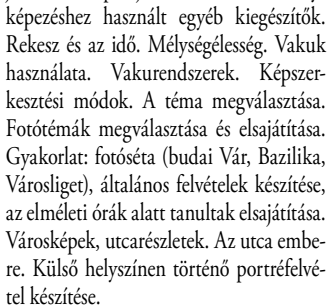 képezéshez használt egyéb kiegészítők.
Rekesz és az idő. Mélységélesség. Vakuk
használata. Vakurendszerek. Képszer-
kesztési módok. A téma megválasztása.
Fotótémák megválasztása és elsajátítása.
Gyakorlat: fotóséta (budai Vár, Bazilika,
Városliget), általános felvételek készítése,
az elméleti órák alatt tanultak elsajátítása.
Városképek, utcarészletek. Az utca embe-
re. Külső helyszínen történő portréfelvé-
tel készítése.